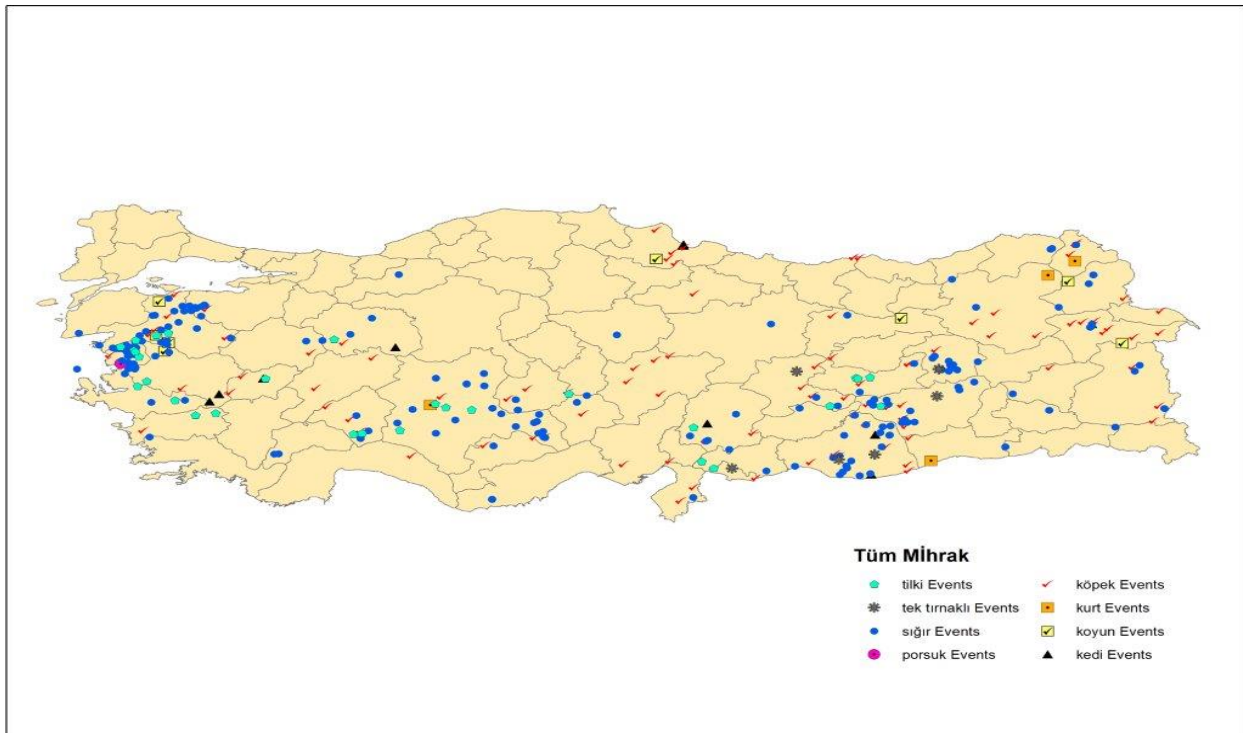 Tüm Mİhrak
tilki Events
tek tırnaklı Events
sığır Events
porsuk Events
köpek Events
kurt Events
koyun Events
kedi Events